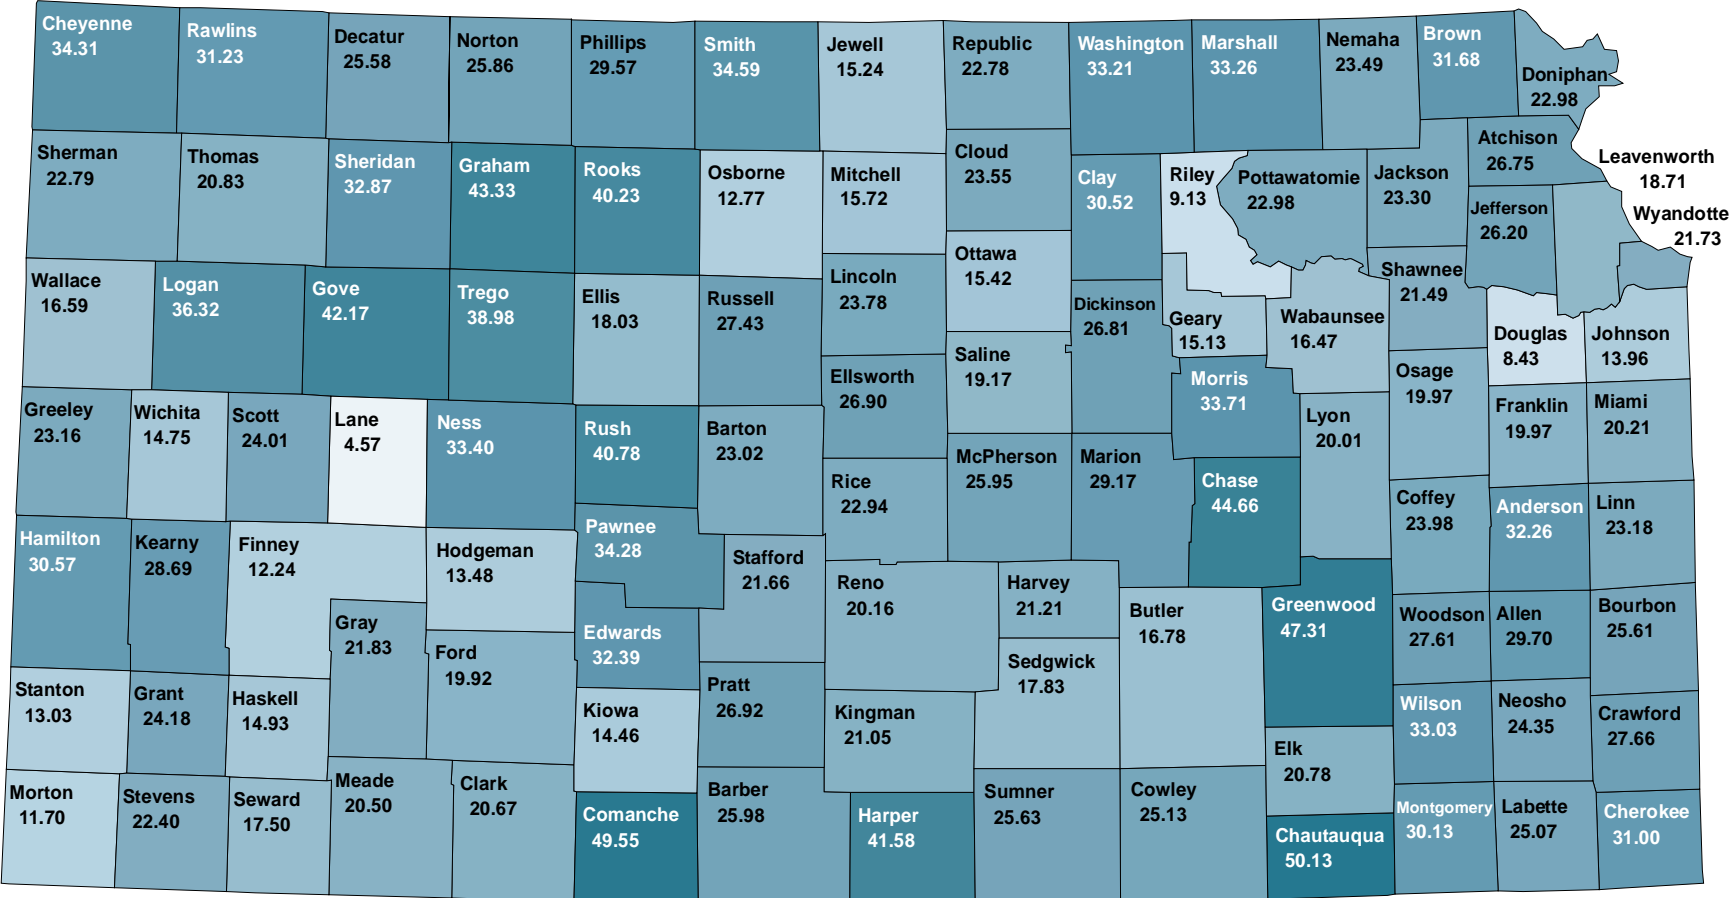 Cheyenne
34.31
Rawlins
31.23
Decatur
25.58
Norton
25.86
Phillips
29.57
Smith
34.59
Jewell
15.24
Republic
22.78
Washington
33.21
Marshall
33.26
Nemaha
23.49
Brown
31.68
Doniphan
22.98
Sherman
22.79
Thomas
20.83
Sheridan
32.87
Graham
43.33
Rooks
40.23
Osborne
12.77
Mitchell
15.72
Cloud
23.55
Clay
30.52
Riley
9.13
Pottawatomie
22.98
Jackson
23.30
Atchison
26.75
Jefferson
26.20
Leavenworth
18.71
Wyandotte
21.73
Wallace
16.59
Logan
36.32
Gove
42.17
Trego
38.98
Ellis
18.03
Russell
27.43
Lincoln
23.78
Ottawa
15.42
Dickinson
26.81
Geary
15.13
Wabaunsee
16.47
Shawnee
21.49
Douglas
8.43
Johnson
13.96
Ellsworth
26.90
Saline
19.17
Morris
33.71
Osage
19.97
Franklin
19.97
Miami
20.21
Greeley
23.16
Wichita
14.75
Scott
24.01
Lane
4.57
Ness
33.40
Rush
40.78
Barton
23.02
Rice
22.94
McPherson
25.95
Marion
29.17
Chase
44.66
Lyon
20.01
Coffey
23.98
Anderson
32.26
Linn
23.18
Hamilton
30.57
Kearny
28.69
Finney
12.24
Hodgeman
13.48
Pawnee
34.28
Stafford
21.66
Reno
20.16
Harvey
21.21
Butler
16.78
Greenwood
47.31
Woodson
27.61
Allen
29.70
Bourbon
25.61
Gray
21.83
Ford
19.92
Edwards
32.39
Sedgwick
17.83
Stanton
13.03
Grant
24.18
Haskell
14.93
Kiowa
14.46
Pratt
26.92
Kingman
21.05
Elk
20.78
Wilson
33.03
Neosho
24.35
Crawford
27.66
Morton
11.70
Stevens
22.40
Seward
17.50
Meade
20.50
Clark
20.67
Comanche
49.55
Barber
25.98
Harper
41.58
Sumner
25.63
Cowley
25.13
Chautauqua
50.13
Montgomery
30.13
Labette
25.07
Cherokee
31.00